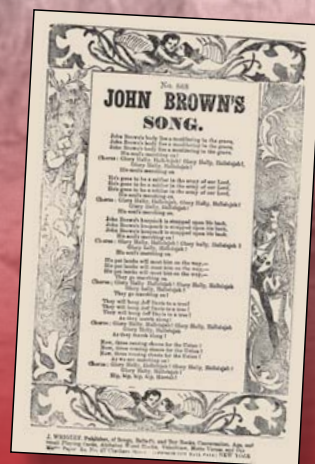 No. 868
JOHN BROWN'S
SONG.
John Brown's body lies a mouldering in the grave,
John Brown's body lies a mouldering in the grave,
John Brown's body lies a mouldering in the grave,
His soul's marching on!
Chorus: Glory Hally, Hallelujah! Glory Hally, Hallelujah!
Glory Hally, Hallelujah!
His soul's marching on.
He's gone to be a soldier in the army of our Lord,
He's gone to be a soldier in the army of our Lord,
He's gone to be a soldier in the army of our Lord,
His soul's marching on.
Chorus: Glory Hally, Hallelujah! Glory Hally, Hallelujah!
Glory Hally, Hallelujah!
His soul's marching on.
John Brown's knapsack is strapped upon his back,
John Brown's knapsack is strapped upon his back,
John Brown's knapsack is strapped upon his back,
His soul's marching on.
Chorus: Glory Hally, Hallelujah! Glory Hally, Hallelujah!
Glory Hally, Hallelujah!
His soul's marching on.
His pet lambs will meet him on the way,—
His pet lambs will meet him on the way,—
His pet lambs will meet him on the way,—
They go marching on.
Chorus: Glory Hally, Hallelujah! Glory Hally, Hallelujah!
Glory Hally, Hallelujah!
They go marching on!
They will hang Jeff Davis to a tree!
They will hang Jeff Davis to a tree!
They will hang Jeff Davis to a tree!
As they march along!
Chorus: Glory Hally, Hallelujah! Glory Hally, Hallelujah
Glory Hally, Hallelujah
As they march along!
Now, three rousing cheers for the Union!
Now, three rousing cheers for the Union!
Now, three rousing cheers for the Union!
As we are marching on!
Chorus: Glory Hally, Hallelujah! Glory Hally, Hallelujah!
Glory Hally, Hallelujah!
Hip, hip, hip, hip, Hurrah!
J. WRIGLEY, Publisher, of Songs, Ballads, and Toy Books, Conversation, Age, and
Playing Cards, Alphabet Wood Blocks, Valentines, Motto Verses, and
Paper NEW YORK